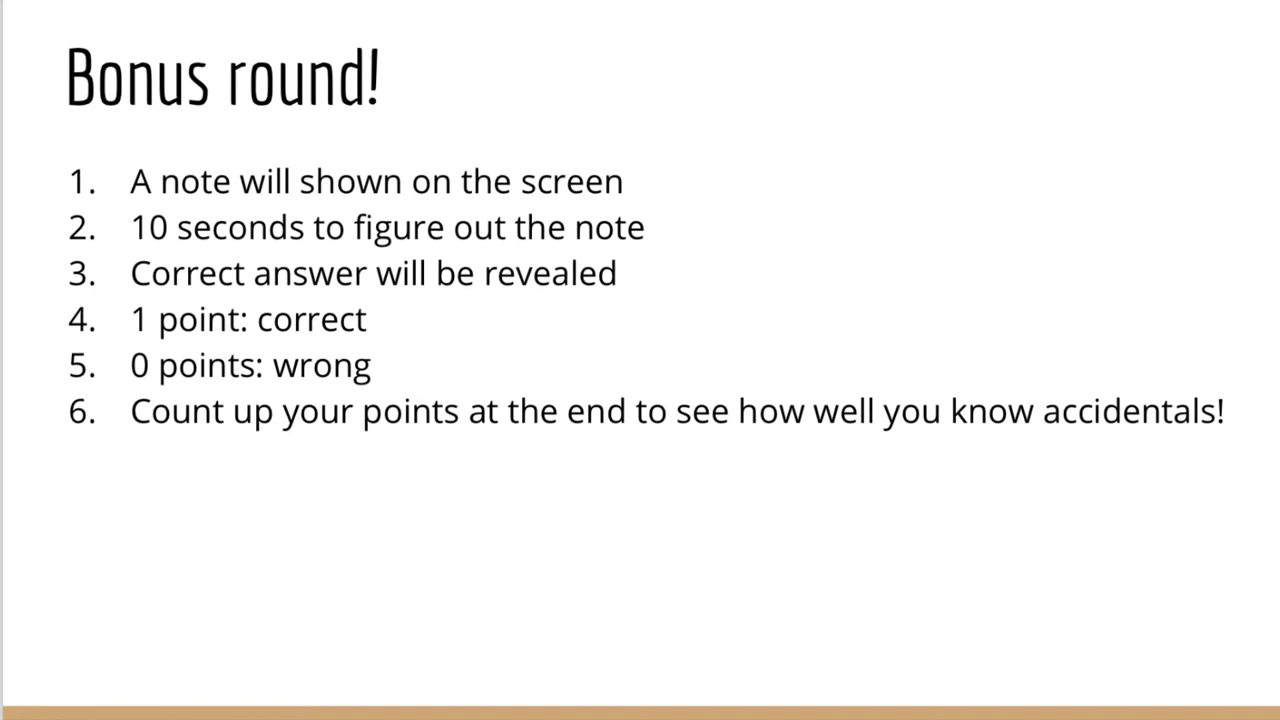 Bonus round!
1. A note will shown on the screen
2. 10 seconds to figure out the note
3. Correct answer will be revealed
4. 1 point: correct
5. 0 points: wrong
6. Count up your points at the end to see how well you know accidentals!